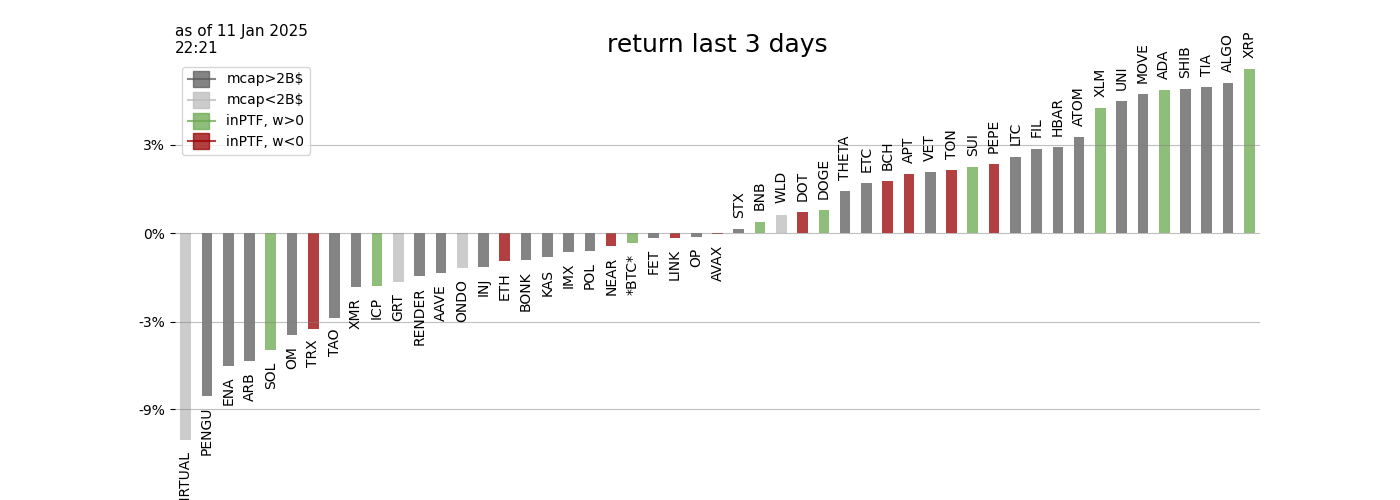 as of 11 Jan 2025
22:21
return last 3 days
mcap>2B$
mcap<2B$
inPTF, w>0
inPTF, w<0
3%
0%
-3%
-9%
IRTUAL
PENGU
ENA
ARB
SOL
OM
TRX
TAO
XMR
ICP
GRT
RENDER
AAVE
ONDO
INJ
ETH
BONK
KAS
IMX
POL
NEAR
*BTC*
FET
LINK
OP
AVAX
STX
BNB
WLD
DOT
DOGE
THETA
ETC
BCH
APT
VET
TON
SUI
PEPE
LTC
FIL
HBAR
ATOM
XLM
UNI
MOVE
ADA
SHIB
TIA
ALGO
XRP